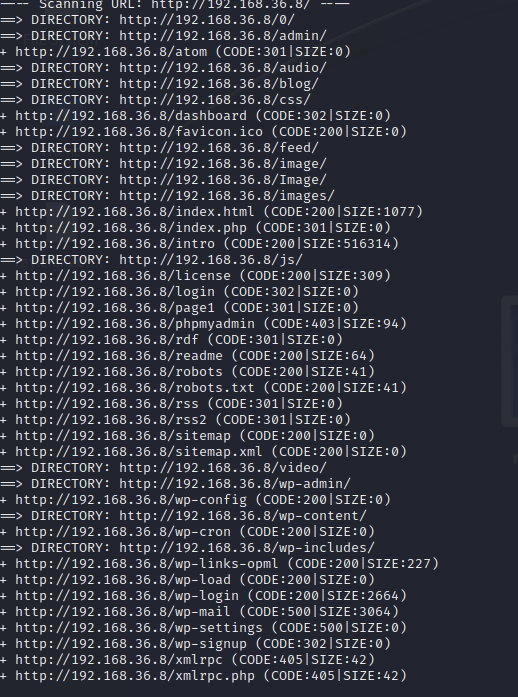 ---- Scanning URL: http://192.168.36.8/ ----
==> DIRECTORY: http://192.168.36.8/0/
==> DIRECTORY: http://192.168.36.8/admin/
+ http://192.168.36.8/atom (CODE:301|SIZE:0)
==> DIRECTORY: http://192.168.36.8/audio/
==> DIRECTORY: http://192.168.36.8/blog/
==> DIRECTORY: http://192.168.36.8/css/
+ http://192.168.36.8/dashboard (CODE:302|SIZE:0)
+ http://192.168.36.8/favicon.ico (CODE:200|SIZE:0)
==> DIRECTORY: http://192.168.36.8/feed/
==> DIRECTORY: http://192.168.36.8/image/
==> DIRECTORY: http://192.168.36.8/Image/
==> DIRECTORY: http://192.168.36.8/images/
+ http://192.168.36.8/index.html (CODE:200|SIZE:1077)
+ http://192.168.36.8/index.php (CODE:301|SIZE:0)
+ http://192.168.36.8/intro (CODE:200|SIZE:516314)
==> DIRECTORY: http://192.168.36.8/js/
+ http://192.168.36.8/license (CODE:200|SIZE:309)
+ http://192.168.36.8/login (CODE:302|SIZE:0)
+ http://192.168.36.8/page1 (CODE:301|SIZE:0)
+ http://192.168.36.8/phpmyadmin (CODE:403|SIZE:94)
+ http://192.168.36.8/rdf (CODE:301|SIZE:0)
+ http://192.168.36.8/readme (CODE:200|SIZE:64)
+ http://192.168.36.8/robots (CODE:200|SIZE:41)
+ http://192.168.36.8/robots.txt (CODE:200|SIZE:41)
+ http://192.168.36.8/rss (CODE:301|SIZE:0)
+ http://192.168.36.8/rss2 (CODE:301|SIZE:0)
+ http://192.168.36.8/sitemap (CODE:200|SIZE:0)
+ http://192.168.36.8/sitemap.xml (CODE:200|SIZE:0)
==> DIRECTORY: http://192.168.36.8/video/
==> DIRECTORY: http://192.168.36.8/wp-admin/
+ http://192.168.36.8/wp-config (CODE:200|SIZE:0)
==> DIRECTORY: http://192.168.36.8/wp-content/
+ http://192.168.36.8/wp-cron (CODE:200|SIZE:0)
==> DIRECTORY: http://192.168.36.8/wp-includes/
+ http://192.168.36.8/wp-links-opml (CODE:200|SIZE:227)
+ http://192.168.36.8/wp-load (CODE:200|SIZE:0)
+ http://192.168.36.8/wp-login (CODE:200|SIZE:2664)
+ http://192.168.36.8/wp-mail (CODE:500|SIZE:3064)
+ http://192.168.36.8/wp-settings (CODE:500|SIZE:0)
+ http://192.168.36.8/wp-signup (CODE:302|SIZE:0)
+ http://192.168.36.8/xmlrpc (CODE:405|SIZE:42)
+ http://192.168.36.8/xmlrpc.php (CODE:405|SIZE:42)